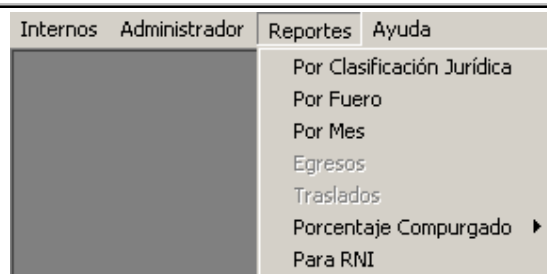 Internos Administrador Reportes Ayuda
Por Clasificación Jurídica
Por Fuero
Por Mes
Egresos
Traslados
Porcentaje Compurgado
Para RNI